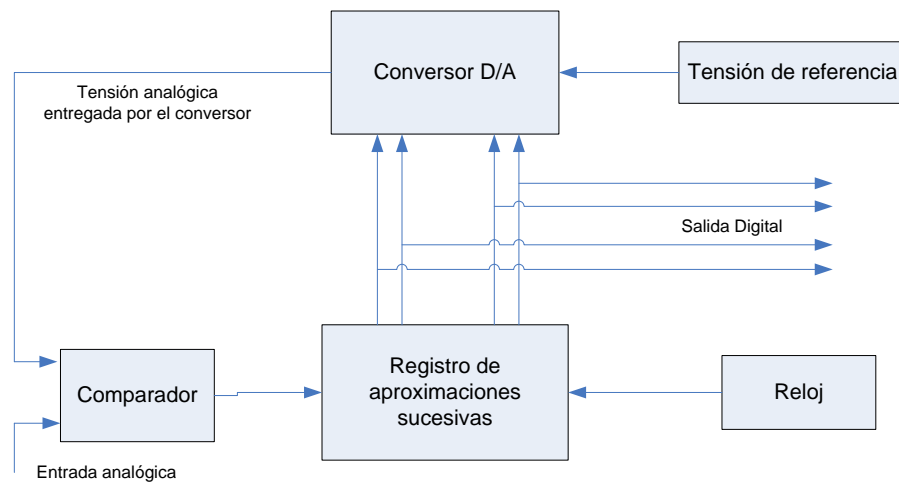 Conversor D/A
Tensión de referencia
Tensión analógica
entregada por el conversor
Salida Digital
Registro de
aproximaciones
sucesivas
Comparador
Reloj
Entrada analógica